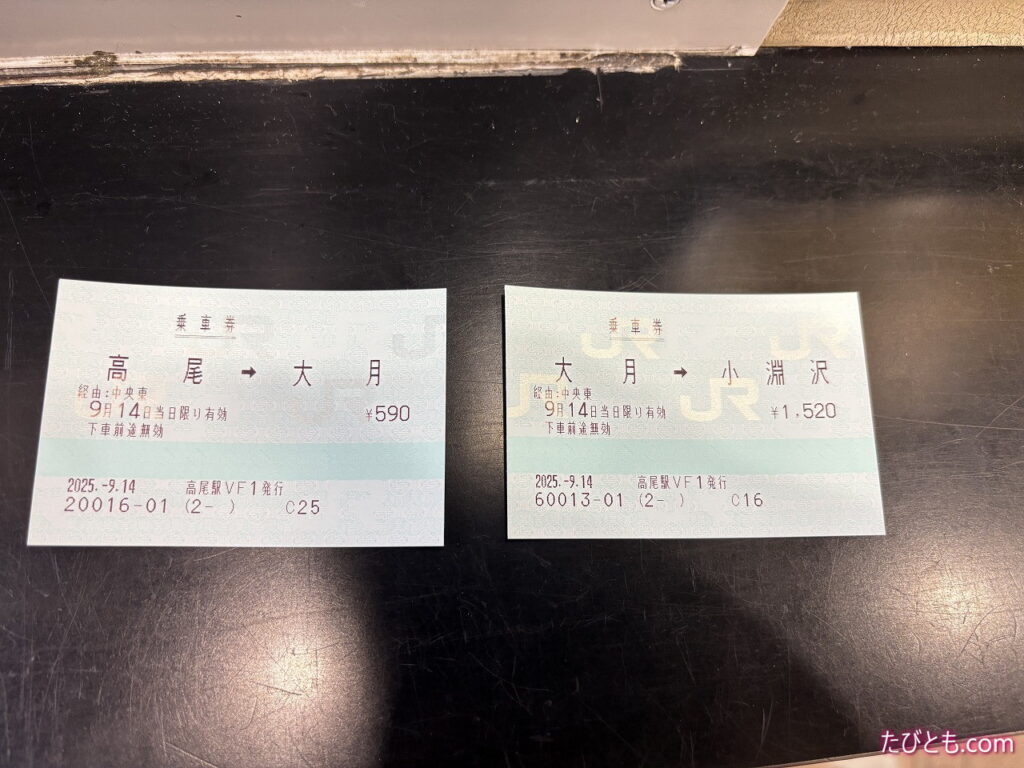 乗車券
高尾→大月
経由:中央東
9月14日当日限り有効 ¥590
下車前途無効
2025.-9.14 高尾駅VF1発行
20016-01 (2- ) C25
乗車券
大月→小淵沢
経由:中央東
9月14日当日限り有効 ¥1,520
下車前途無効
2025.-9.14 高尾駅VF1発行
60013-01 (2- ) C16
JR
JR
JR
JR
JR
たびとも.com